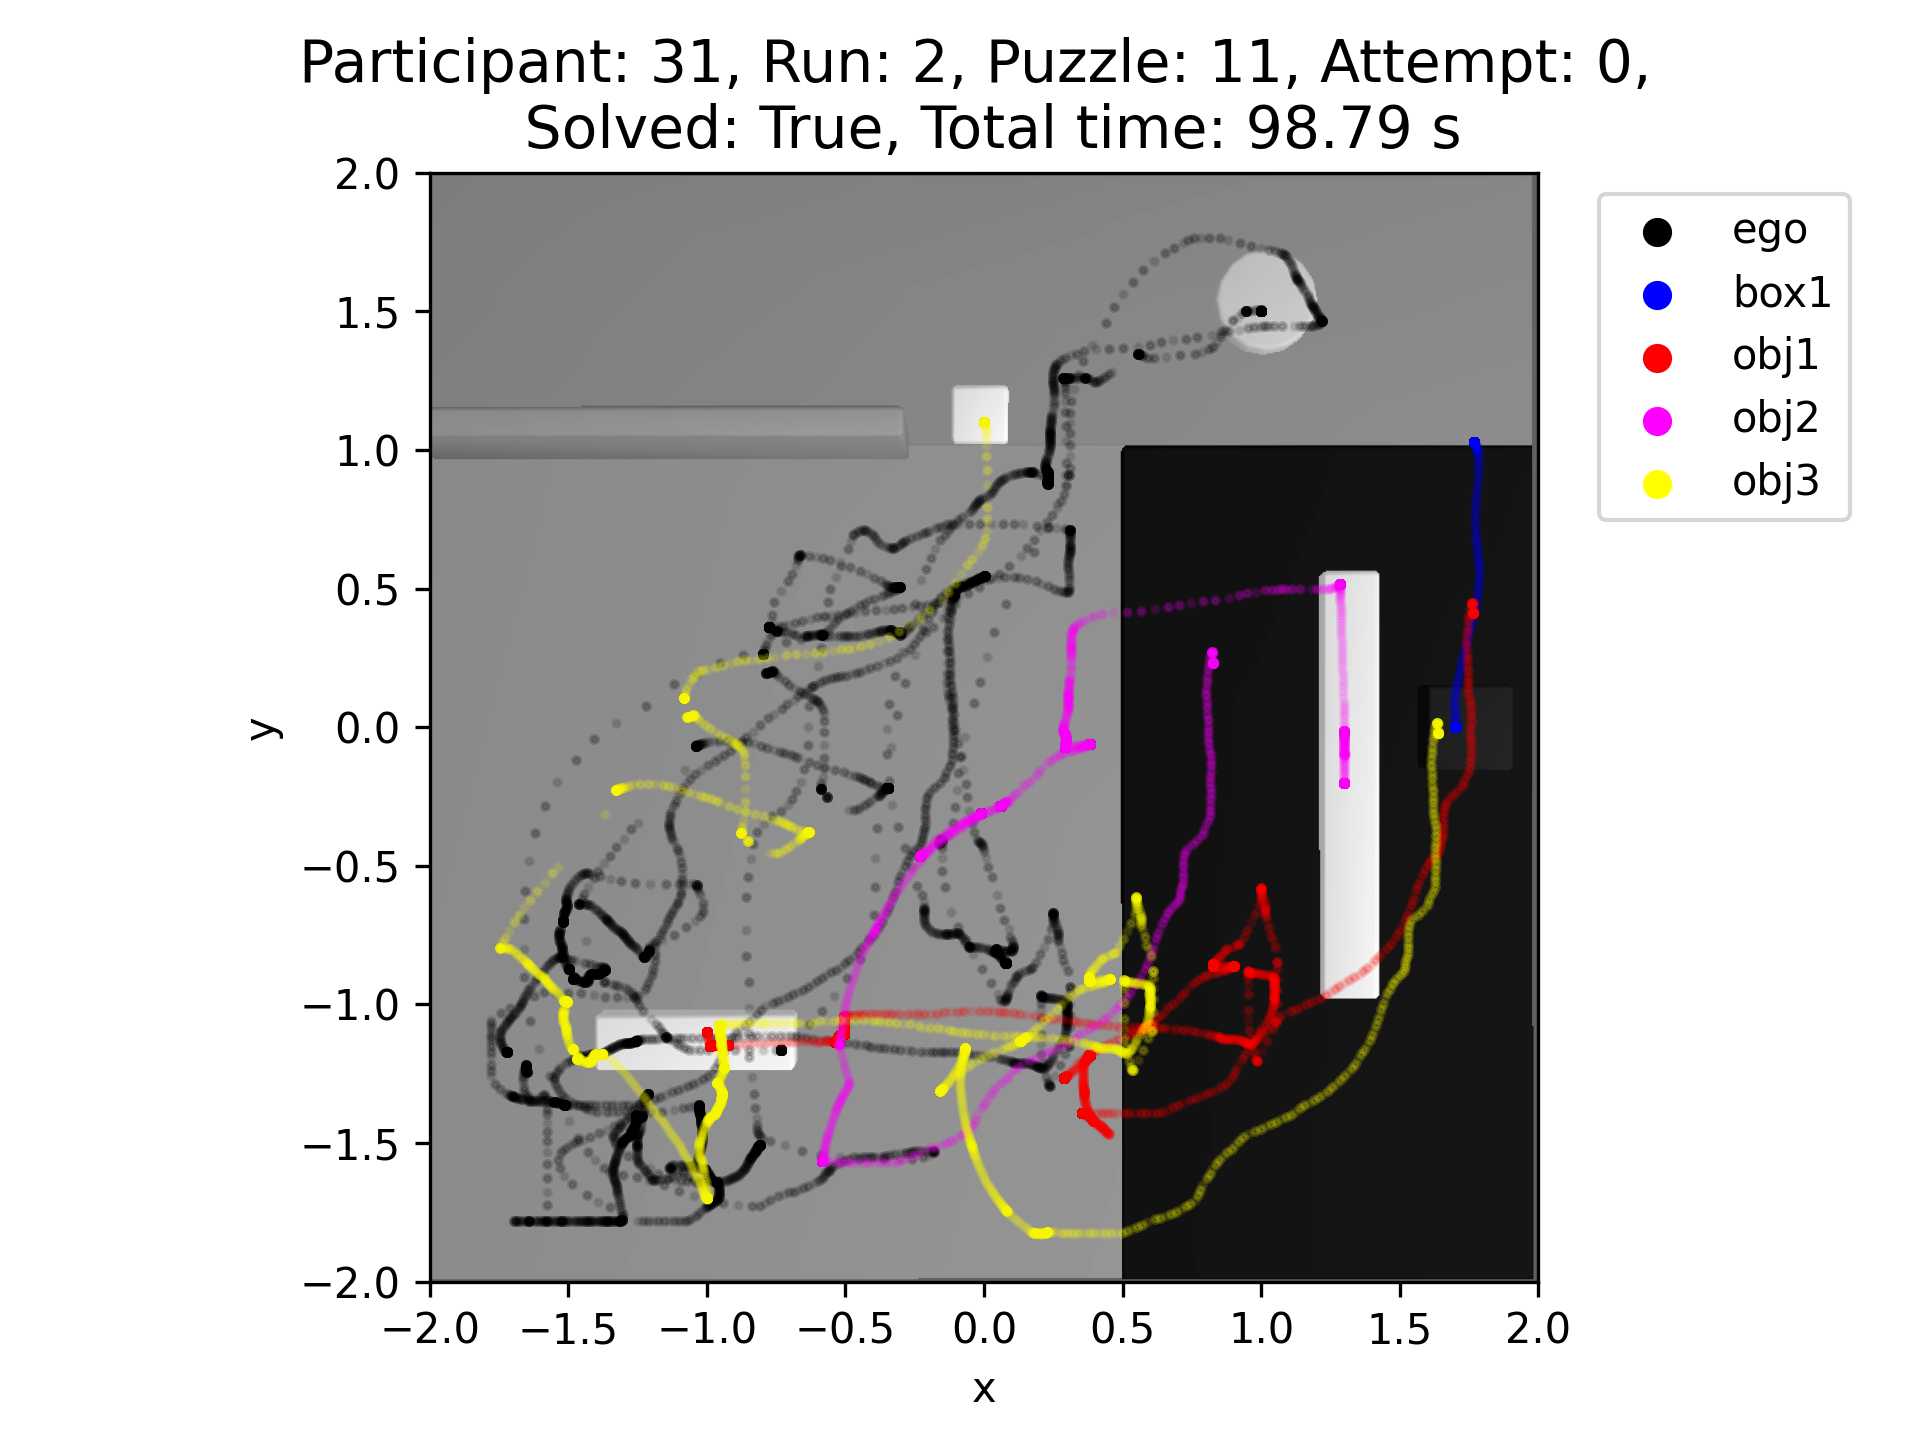 Participant: 31, Run: 2, Puzzle: 11, Attempt: 0,
Solved: True, Total time: 98.79 s
2.0
1.5
1.0
0.5
0.0
−0.5
−1.0
−1.5
−2.0
y
−2.0 −1.5 −1.0 −0.5 0.0 0.5 1.0 1.5 2.0
x
ego
box1
obj1
obj2
obj3